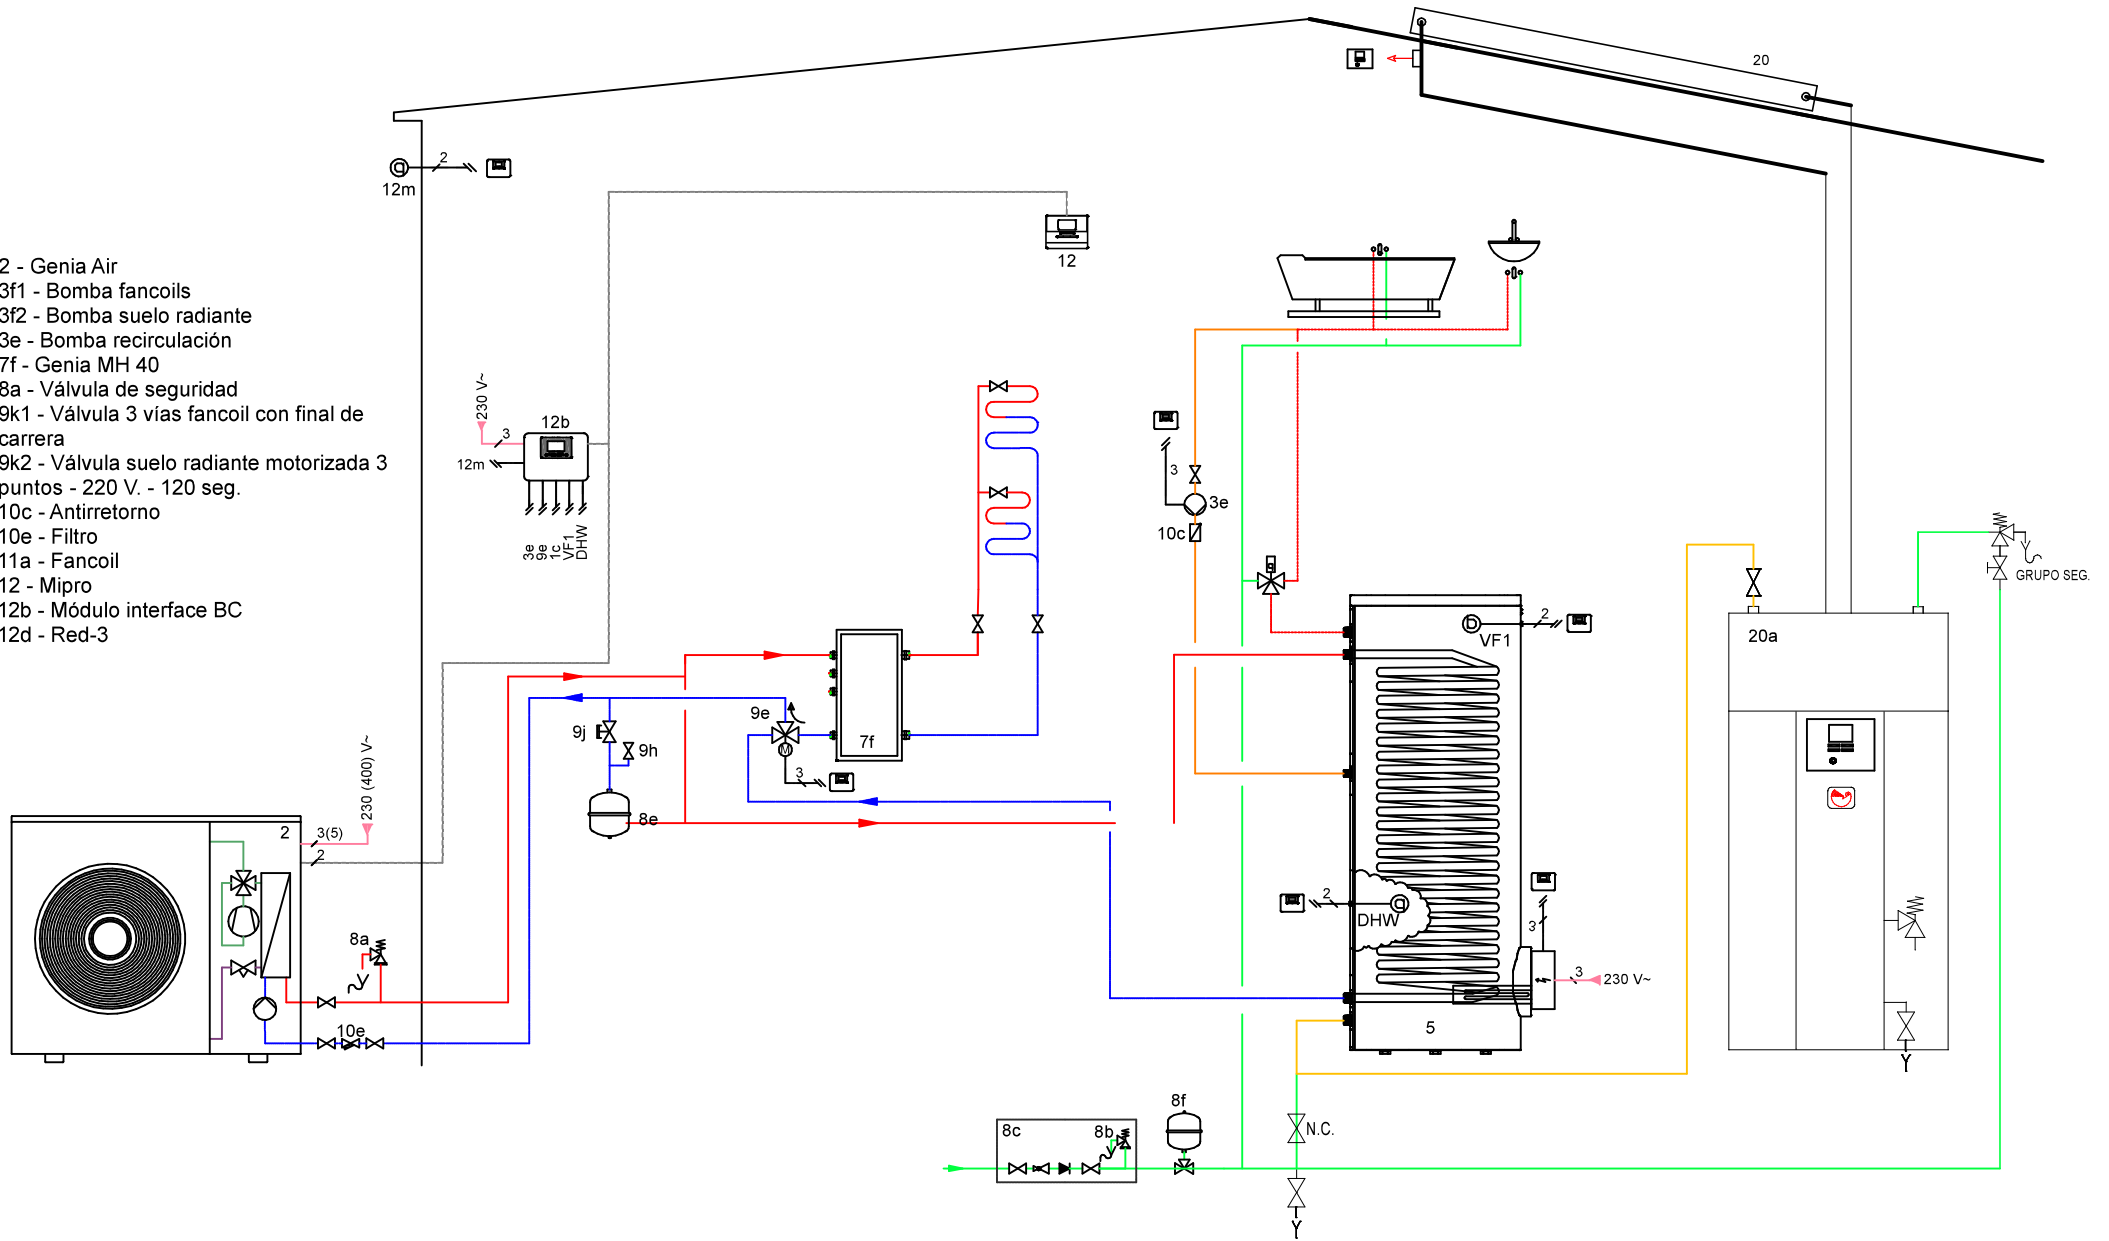 20
2
12m
12
2 - Genia Air
3f1 - Bomba fancoils
3f2 - Bomba suelo radiante
3e - Bomba recirculación
7f - Genia MH 40
8a - Válvula de seguridad
9k1 - Válvula 3 vías fancoil con final de
carrera
9k2 - Válvula suelo radiante motorizada 3
puntos - 220 V. - 120 seg.
10c - Antirretorno
10e - Filtro
11a - Fancoil
12 - Mipro
12b - Módulo interface BC
12d - Red-3
230 V~
3
12b
12m
3e
9e
1c
VF1
DHW
3
3e
10c
GRUPO SEG.
2
VF1
20a
9e
9j
9h
7f
M
3
8e
230 (400) V~
2
3(5)
2
8a
10e
2
DHW
3
3
230 V~
5
8f
8c
8b
N.C.